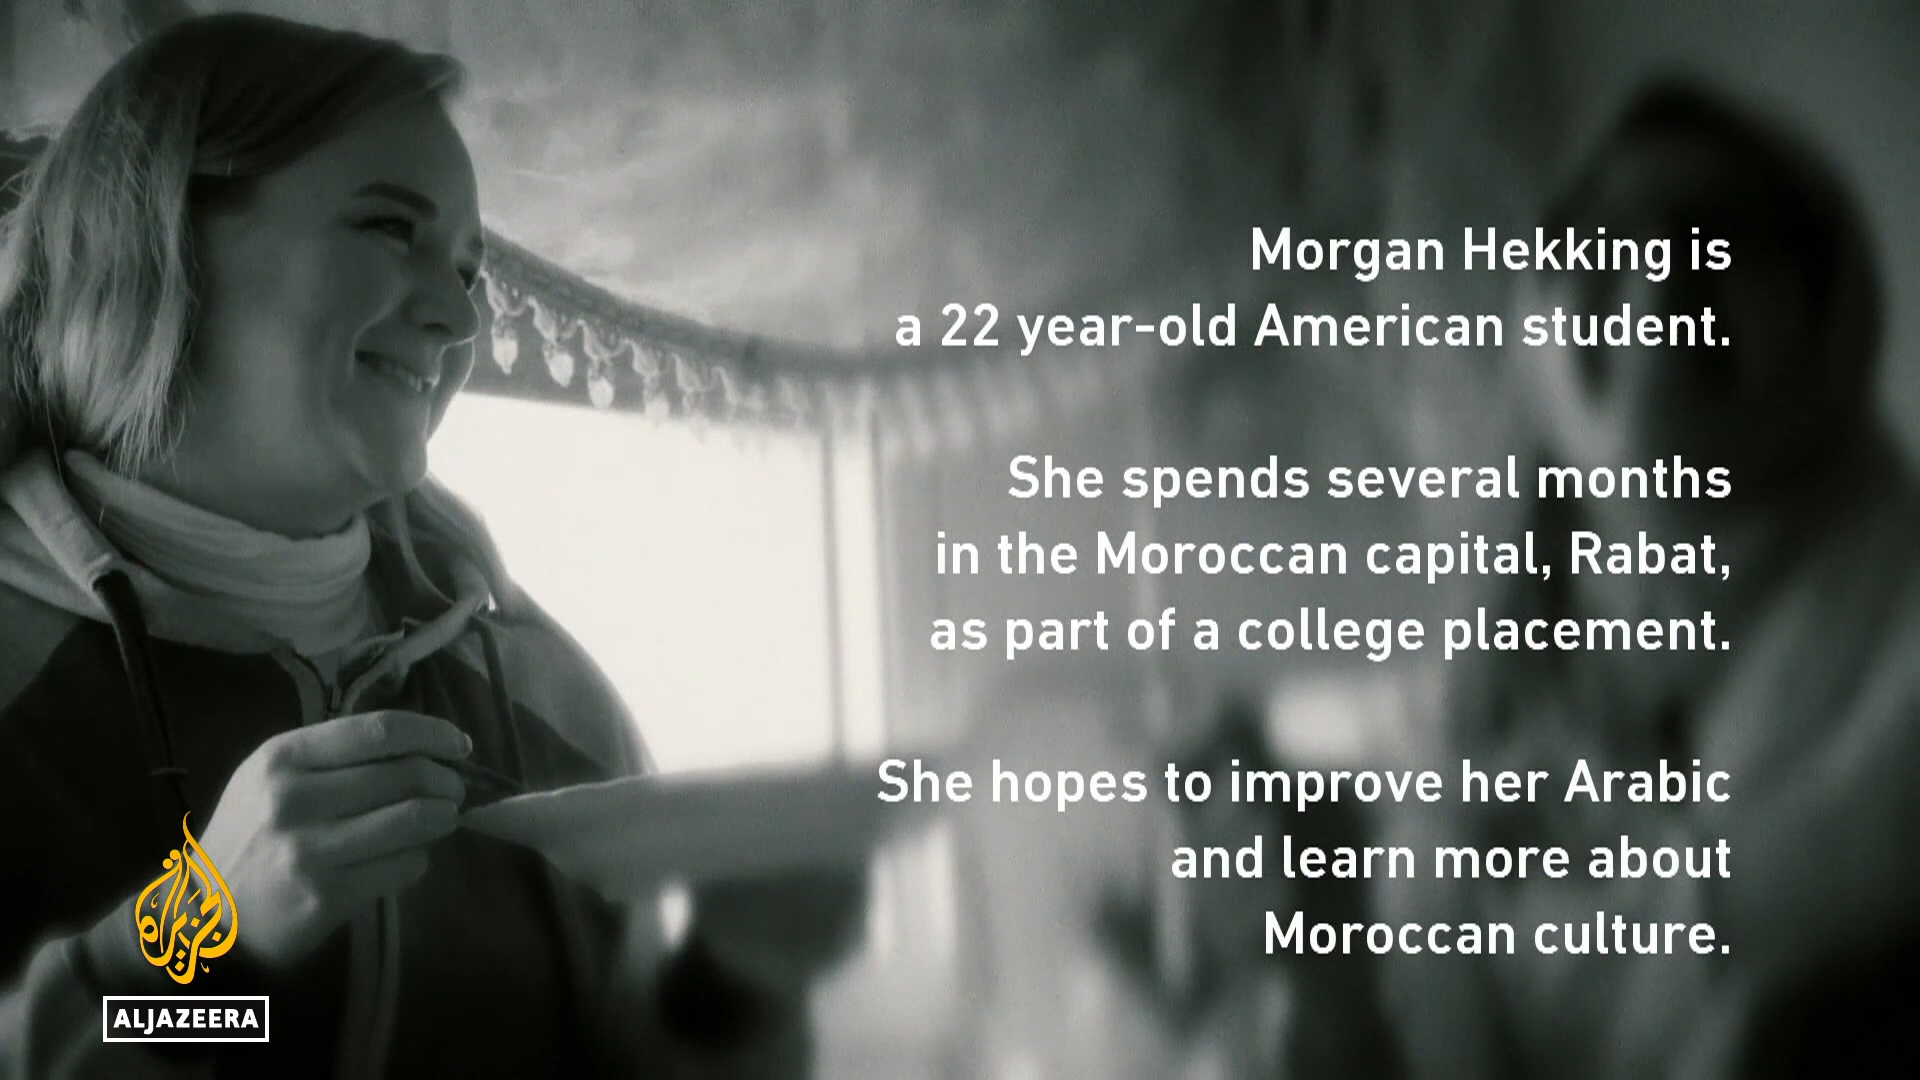 Morgan Hekking is
a 22 year-old American student.
She spends several months
in the Moroccan capital, Rabat,
as part of a college placement.
She hopes to improve her Arabic
and learn more about
Moroccan culture.
الجزيرة
ALJAZEERA